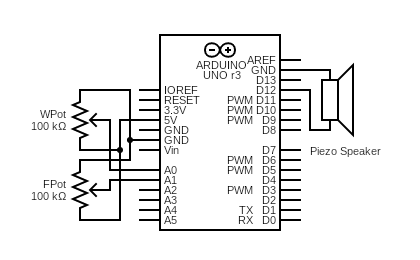 ARDUINO
UNO r3
IOREF
RESET
3.3V
5V
GND
GND
Vin
A0
A1
A2
A3
A4
A5
AREF
GND
D13
D12
PWM D11
PWM D10
PWM D9
D8
D7
PWM D6
PWM D5
D4
PWM D3
D2
TX D1
RX D0
WPot
100 kΩ
FPot
100 kΩ
Piezo Speaker